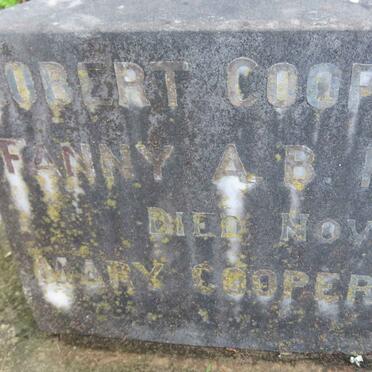 OBERT COOP
FANNY A. B.
DIED NOV
MARY COOPER